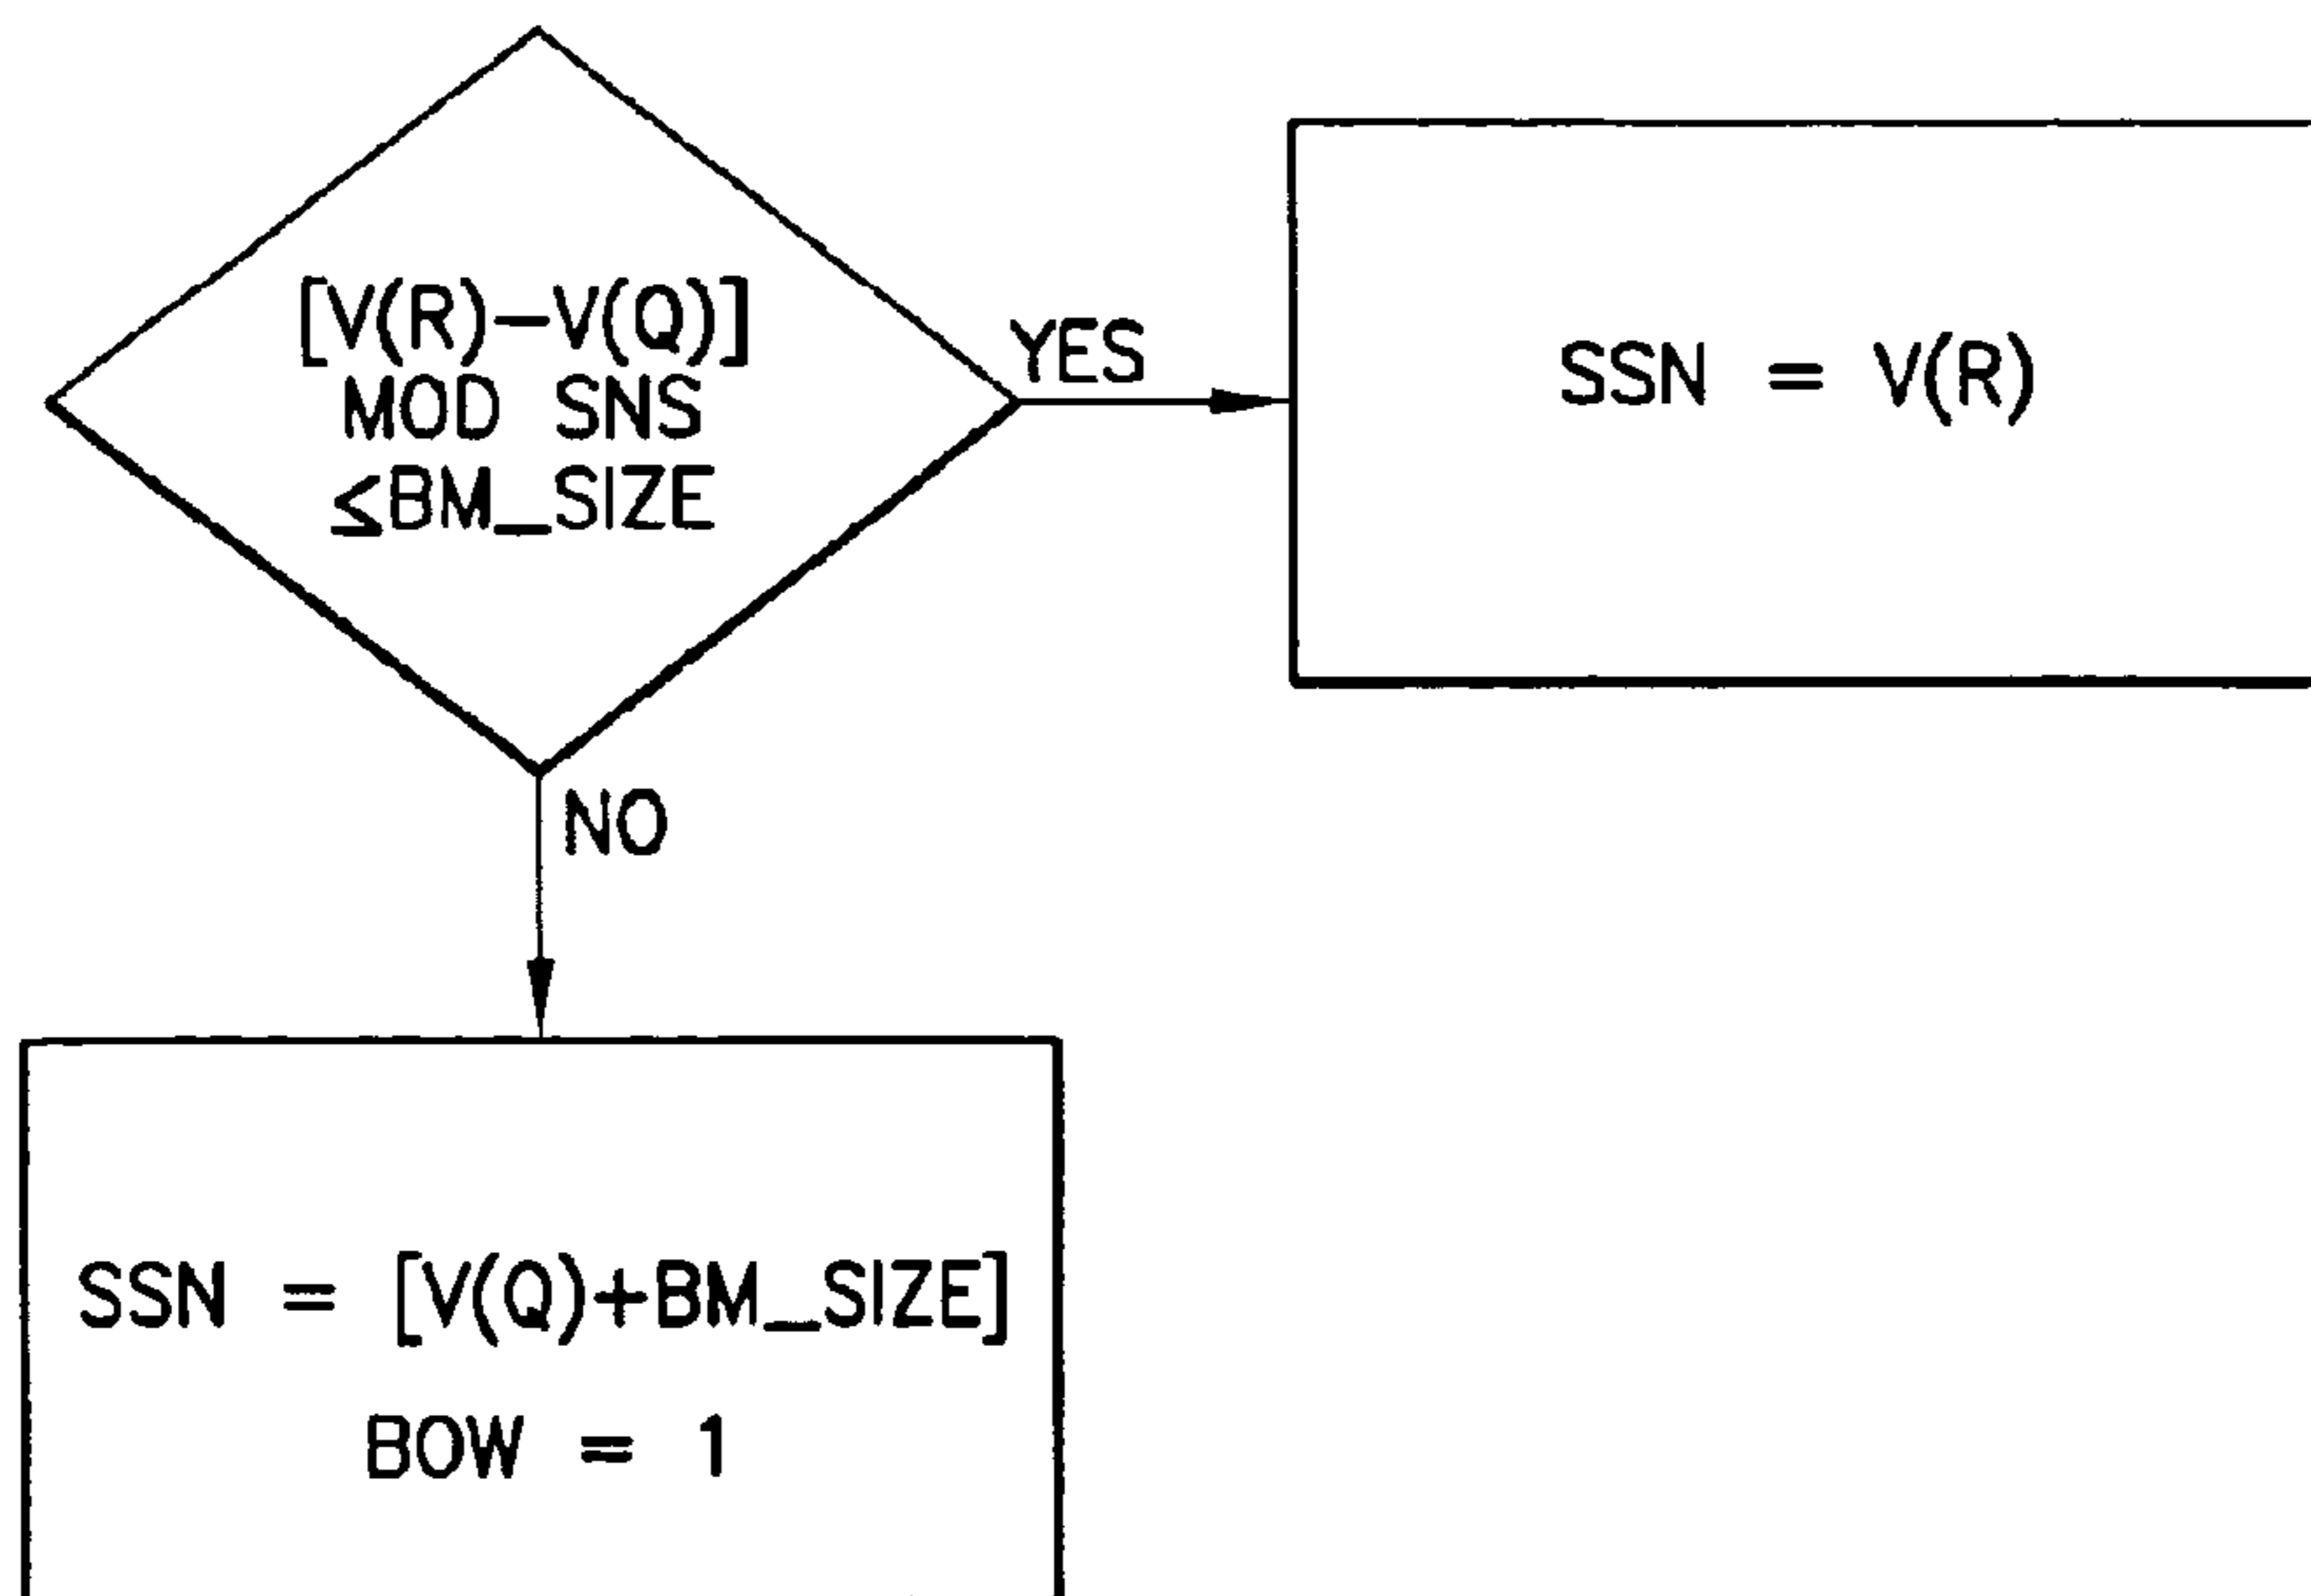 [V(R)–V(Q)]
MOD SNS
≤BM_SIZE
YES
SSN = V(R)
NO
SSN = [V(Q)+BM_SIZE]
BOW = 1